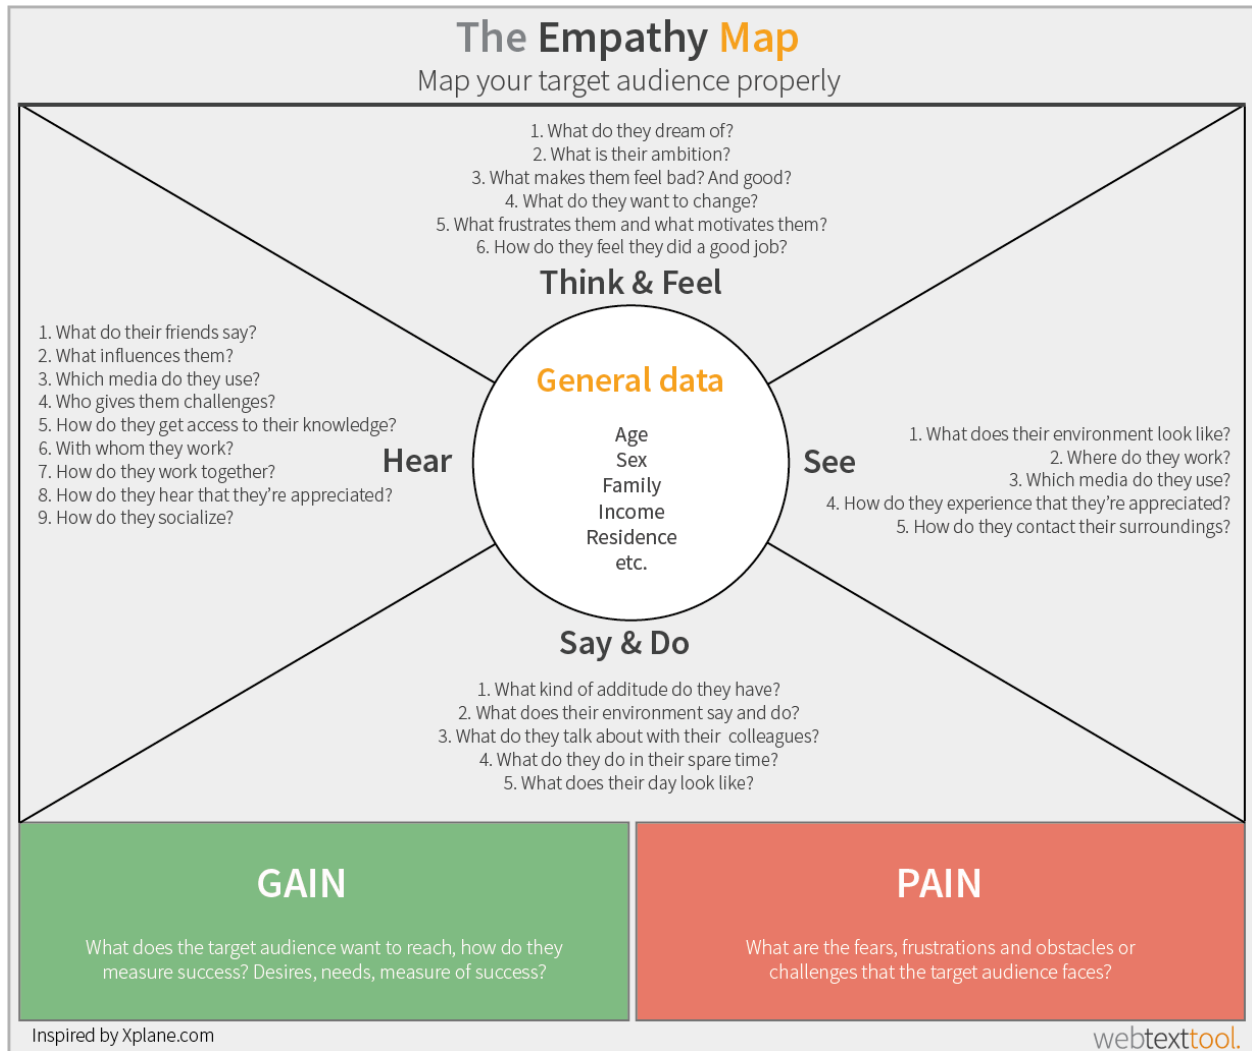 The Empathy Map
Map your target audience properly
1. What do they dream of?
2. What is their ambition?
3. What makes them feel bad? And good?
4. What do they want to change?
5. What frustrates them and what motivates them?
6. How do they feel they did a good job?
Think & Feel
1. What do their friends say?
2. What influences them?
3. Which media do they use?
4. Who gives them challenges?
5. How do they get access to their knowledge?
6. With whom they work?
7. How do they work together?
8. How do they hear that they're appreciated?
9. How do they socialize?
Hear
General data
Age
Sex
Family
Income
Residence
etc.
See
1. What does their environment look like?
2. Where do they work?
3. Which media do they use?
4. How do they experience that they're appreciated?
5. How do they contact their surroundings?
Say & Do
1. What kind of additude do they have?
2. What does their environment say and do?
3. What do they talk about with their colleagues?
4. What do they do in their spare time?
5. What does their day look like?
GAIN
What does the target audience want to reach, how do they
measure success? Desires, needs, measure of success?
PAIN
What are the fears, frustrations and obstacles or
challenges that the target audience faces?
Inspired by Xplane.com
webtexttool.